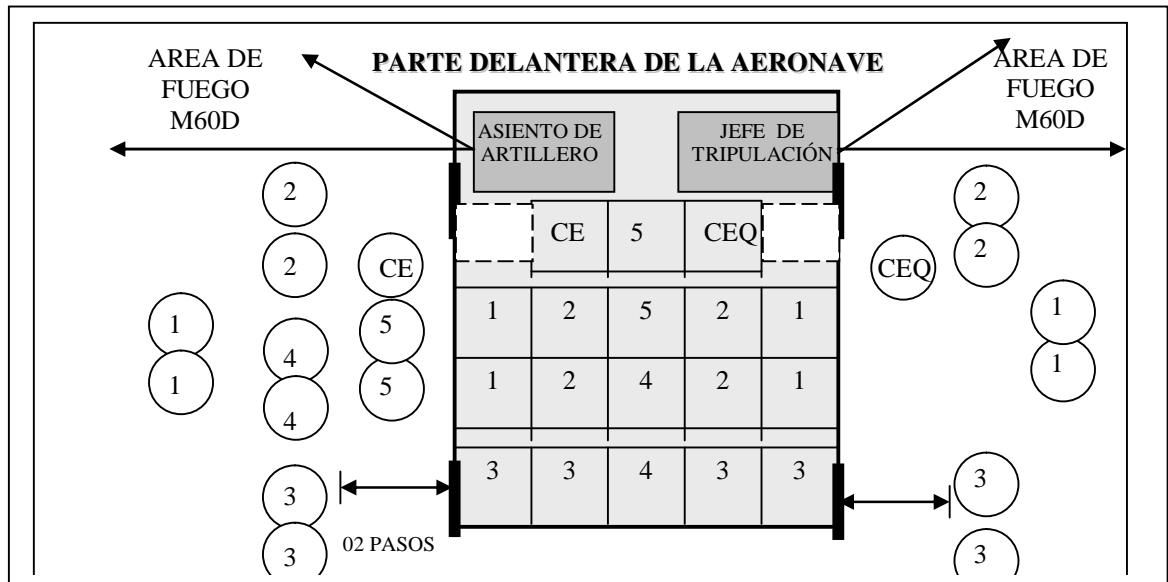 PARTE DELANTERA DE LA AERONAVE
AREA DE
FUEGO
M60D
AREA DE
FUEGO
M60D
ASIENTO DE
ARTILLERO
JEFE DE
TRIPULACIÓN
2
2
CE
1
1
4
4
5
5
3
3
02 PASOS
CE 5 CEQ
1 2 5 2 1
1 2 4 2 1
3 3 4 3 3
CEQ
2
2
1
1
3
3